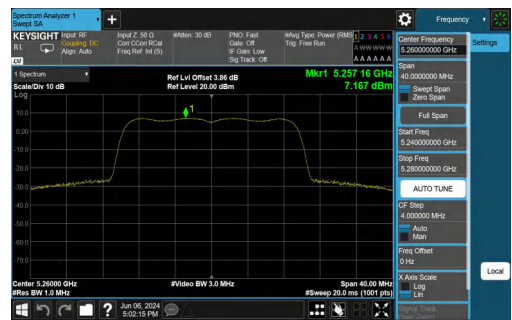 Spectrum Analyzer 1
Swept SA
Frequency
KEYSIGHT
RL
LV
Input: RF
Coupling: DC
Align: Auto
Input Z: 50 Ω
Corr CCorr RCal
Freq Ref: Int (S)
#Atten: 30 dB
PNO: Fast
Gate: Off
IF Gain: Low
Sig Track: Off
#Avg Type: Power (RMS)
Trig: Free Run
1 2 3 4 5 6
A W W W W W
A A A A A A
1 Spectrum
Scale/Div 10 dB
Log
Ref Lvl Offset 3.86 dB
Ref Level 20.00 dBm
Mkr1 5.257 16 GHz
7.167 dBm
1
10.0
0.00
-10.0
-20.0
-30.0
-40.0
-50.0
-60.0
-70.0
Center 5.26000 GHz
#Res BW 1.0 MHz
#Video BW 3.0 MHz
Span 40.00 MHz
#Sweep 20.0 ms (1001 pts)
Center Frequency
5.260000000 GHz
Span
40.0000000 MHz
Swept Span
Zero Span
Full Span
Start Freq
5.240000000 GHz
Stop Freq
5.280000000 GHz
AUTO TUNE
CF Step
4.000000 MHz
Auto
Man
Freq Offset
0 Hz
X Axis Scale
Log
Lin
Signal Track
Settings
Local
?
Jun 06, 2024
5:02:15 PM